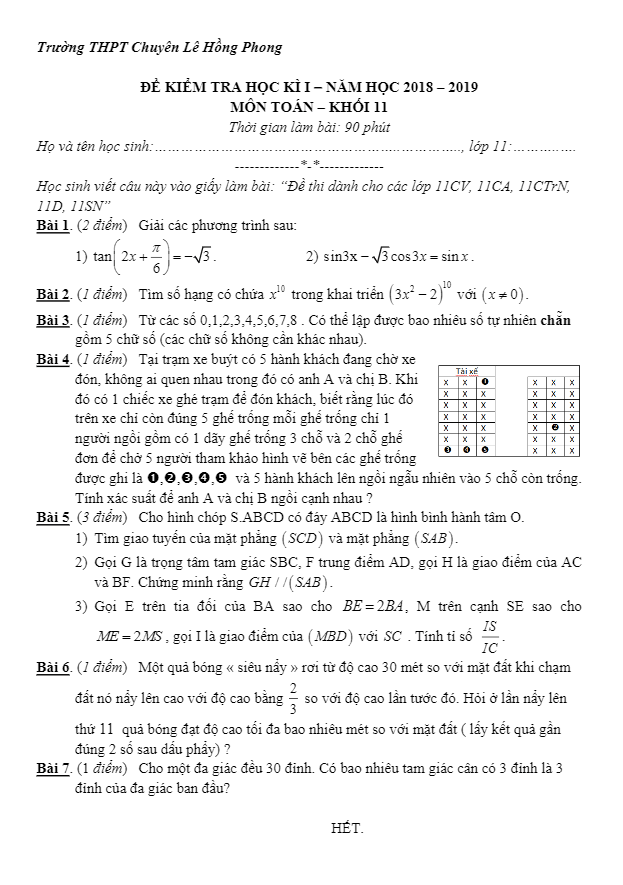 Trường THPT Chuyên Lê Hồng Phong
ĐỀ KIỂM TRA HỌC KÌ I – NĂM HỌC 2018 – 2019
MÔN TOÁN – KHỐI 11
Thời gian làm bài: 90 phút
Họ và tên học sinh:…………………………………………………….., lớp 11:…………….
-------------*-*-------------
Học sinh viết câu này vào giấy làm bài: “Đề thi dành cho các lớp 11CV, 11CA, 11CTrN,
11D, 11SN”
Bài 1. (2 điểm) Giải các phương trình sau:
1) tan(2x + π/6) = −√3 . 2) sin3x − √3 cos3x = sin x .
Bài 2. (1 điểm) Tìm số hạng có chứa x¹⁰ trong khai triển (3x² − 2)¹⁰ với (x ≠ 0).
Bài 3. (1 điểm) Từ các số 0,1,2,3,4,5,6,7,8 . Có thể lập được bao nhiêu số tự nhiên chẵn
gồm 5 chữ số (các chữ số không cần khác nhau).
Bài 4. (1 điểm) Tại trạm xe buýt có 5 hành khách đang chờ xe
đón, không ai quen nhau trong đó có anh A và chị B. Khi
đó có 1 chiếc xe ghé trạm để đón khách, biết rằng lúc đó
trên xe chỉ còn đúng 5 ghế trống mỗi ghế trống chỉ 1
người ngồi gồm có 1 dãy ghế trống 3 chỗ và 2 chỗ ghế
đơn để chở 5 người tham khảo hình vẽ bên các ghế trống
được ghi là ❶,❷,❸,❹,❺ và 5 hành khách lên ngồi ngẫu nhiên vào 5 chỗ còn trống.
Tính xác suất để anh A và chị B ngồi cạnh nhau ?
Tài xế
X X ❶ X X X
X X X X X X
X X X X X X
X X X X X X
X X X X ❷ X
X X X X X X
❸ ❹ ❺ X X X
Bài 5. (3 điểm) Cho hình chóp S.ABCD có đáy ABCD là hình bình hành tâm O.
1) Tìm giao tuyến của mặt phẳng (SCD) và mặt phẳng (SAB).
2) Gọi G là trọng tâm tam giác SBC, F trung điểm AD, gọi H là giao điểm của AC
và BF. Chứng minh rằng GH / /(SAB).
3) Gọi E trên tia đối của BA sao cho BE = 2BA, M trên cạnh SE sao cho
ME = 2MS , gọi I là giao điểm của (MBD) với SC . Tính tỉ số IS/IC .
Bài 6. (1 điểm) Một quả bóng « siêu nẩy » rơi từ độ cao 30 mét so với mặt đất khi chạm
đất nó nẩy lên cao với độ cao bằng 2/3 so với độ cao lần tước đó. Hỏi ở lần nẩy lên
thứ 11 quả bóng đạt độ cao tối đa bao nhiêu mét so với mặt đất ( lấy kết quả gần
đúng 2 số sau dấu phẩy) ?
Bài 7. (1 điểm) Cho một đa giác đều 30 đỉnh. Có bao nhiêu tam giác cân có 3 đỉnh là 3
đỉnh của đa giác ban đầu?
HẾT.